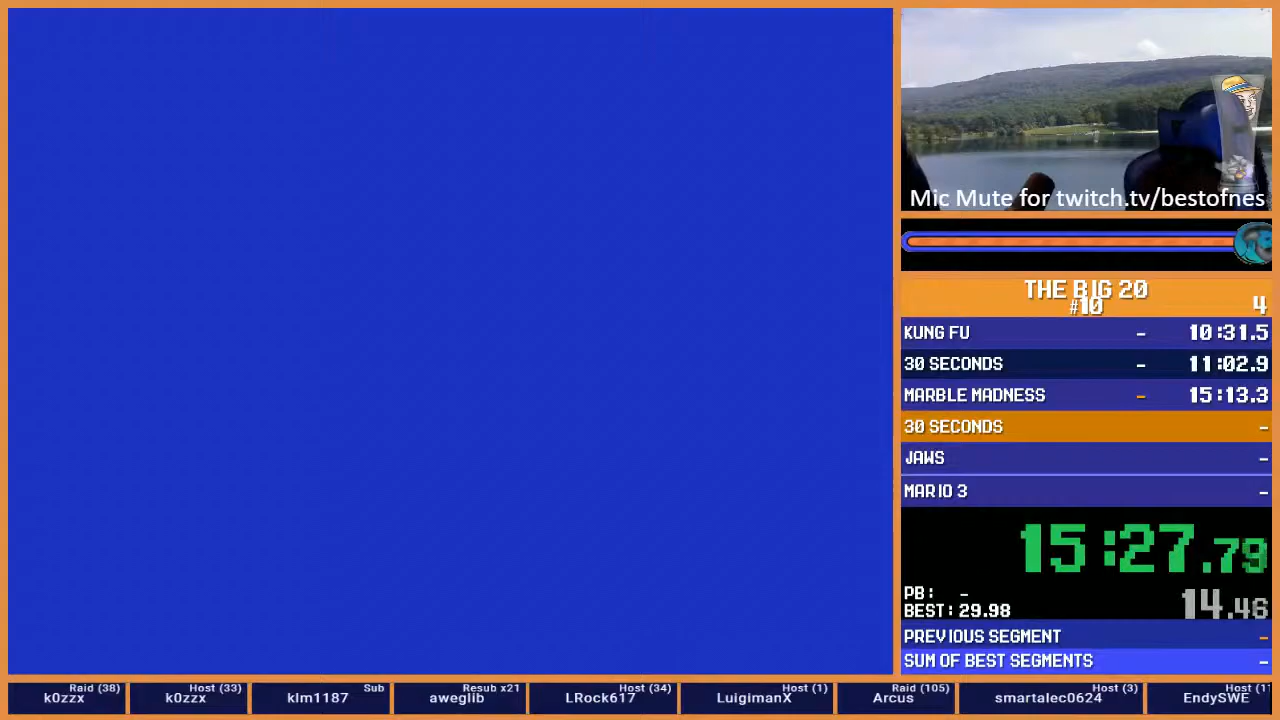 Mic Mute for twitch.tv/bestofnes
THE BIG 20
#10 4
KUNG FU - 10:31.5
30 SECONDS - 11:02.9
MARBLE MADNESS - 15:13.3
30 SECONDS -
JAWS -
MARIO 3 -
15:27.79
PB: -
BEST: 29.98 14.46
PREVIOUS SEGMENT -
SUM OF BEST SEGMENTS -
Raid (38) Host (33) Sub Resub x21 Host (34) Host (1) Raid (105) Host (3) Host (1
k0zzx k0zzx klm1187 aweglib LRock617 LuigimanX Arcus smartalec0624 EndySWE